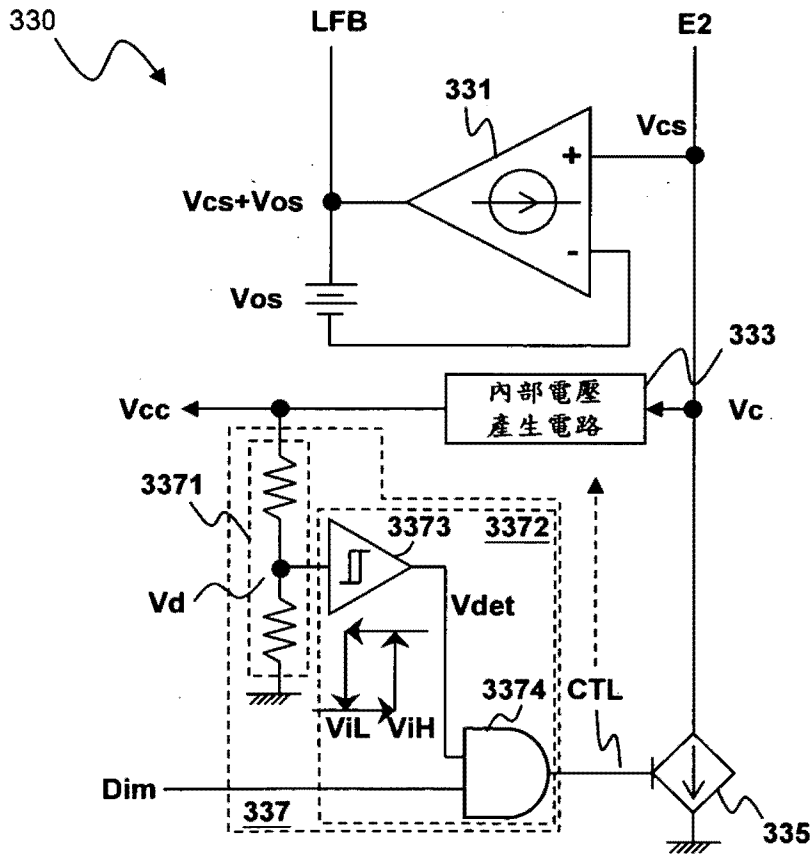 330
LFB
E2
331
Vcs
+
-
Vcs+Vos
Vos
333
Vcc
內部電壓
產生電路
Vc
3371
3373
3372
Vd
Vdet
ViL
ViH
3374
CTL
Dim
337
335